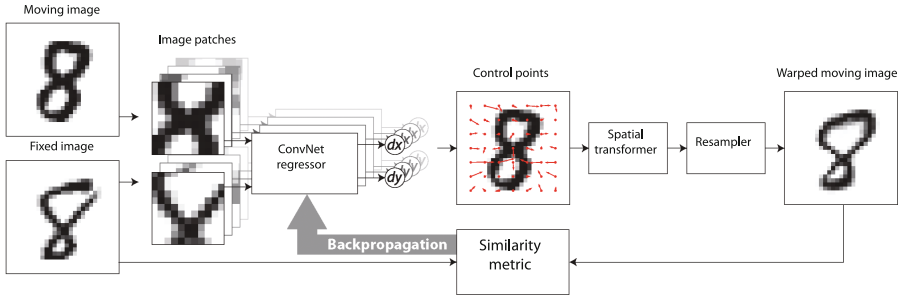 Moving image
Image patches
Fixed image
ConvNet
regressor
dx
dy
Control points
Spatial
transformer
Resampler
Warped moving image
Backpropagation
Similarity
metric